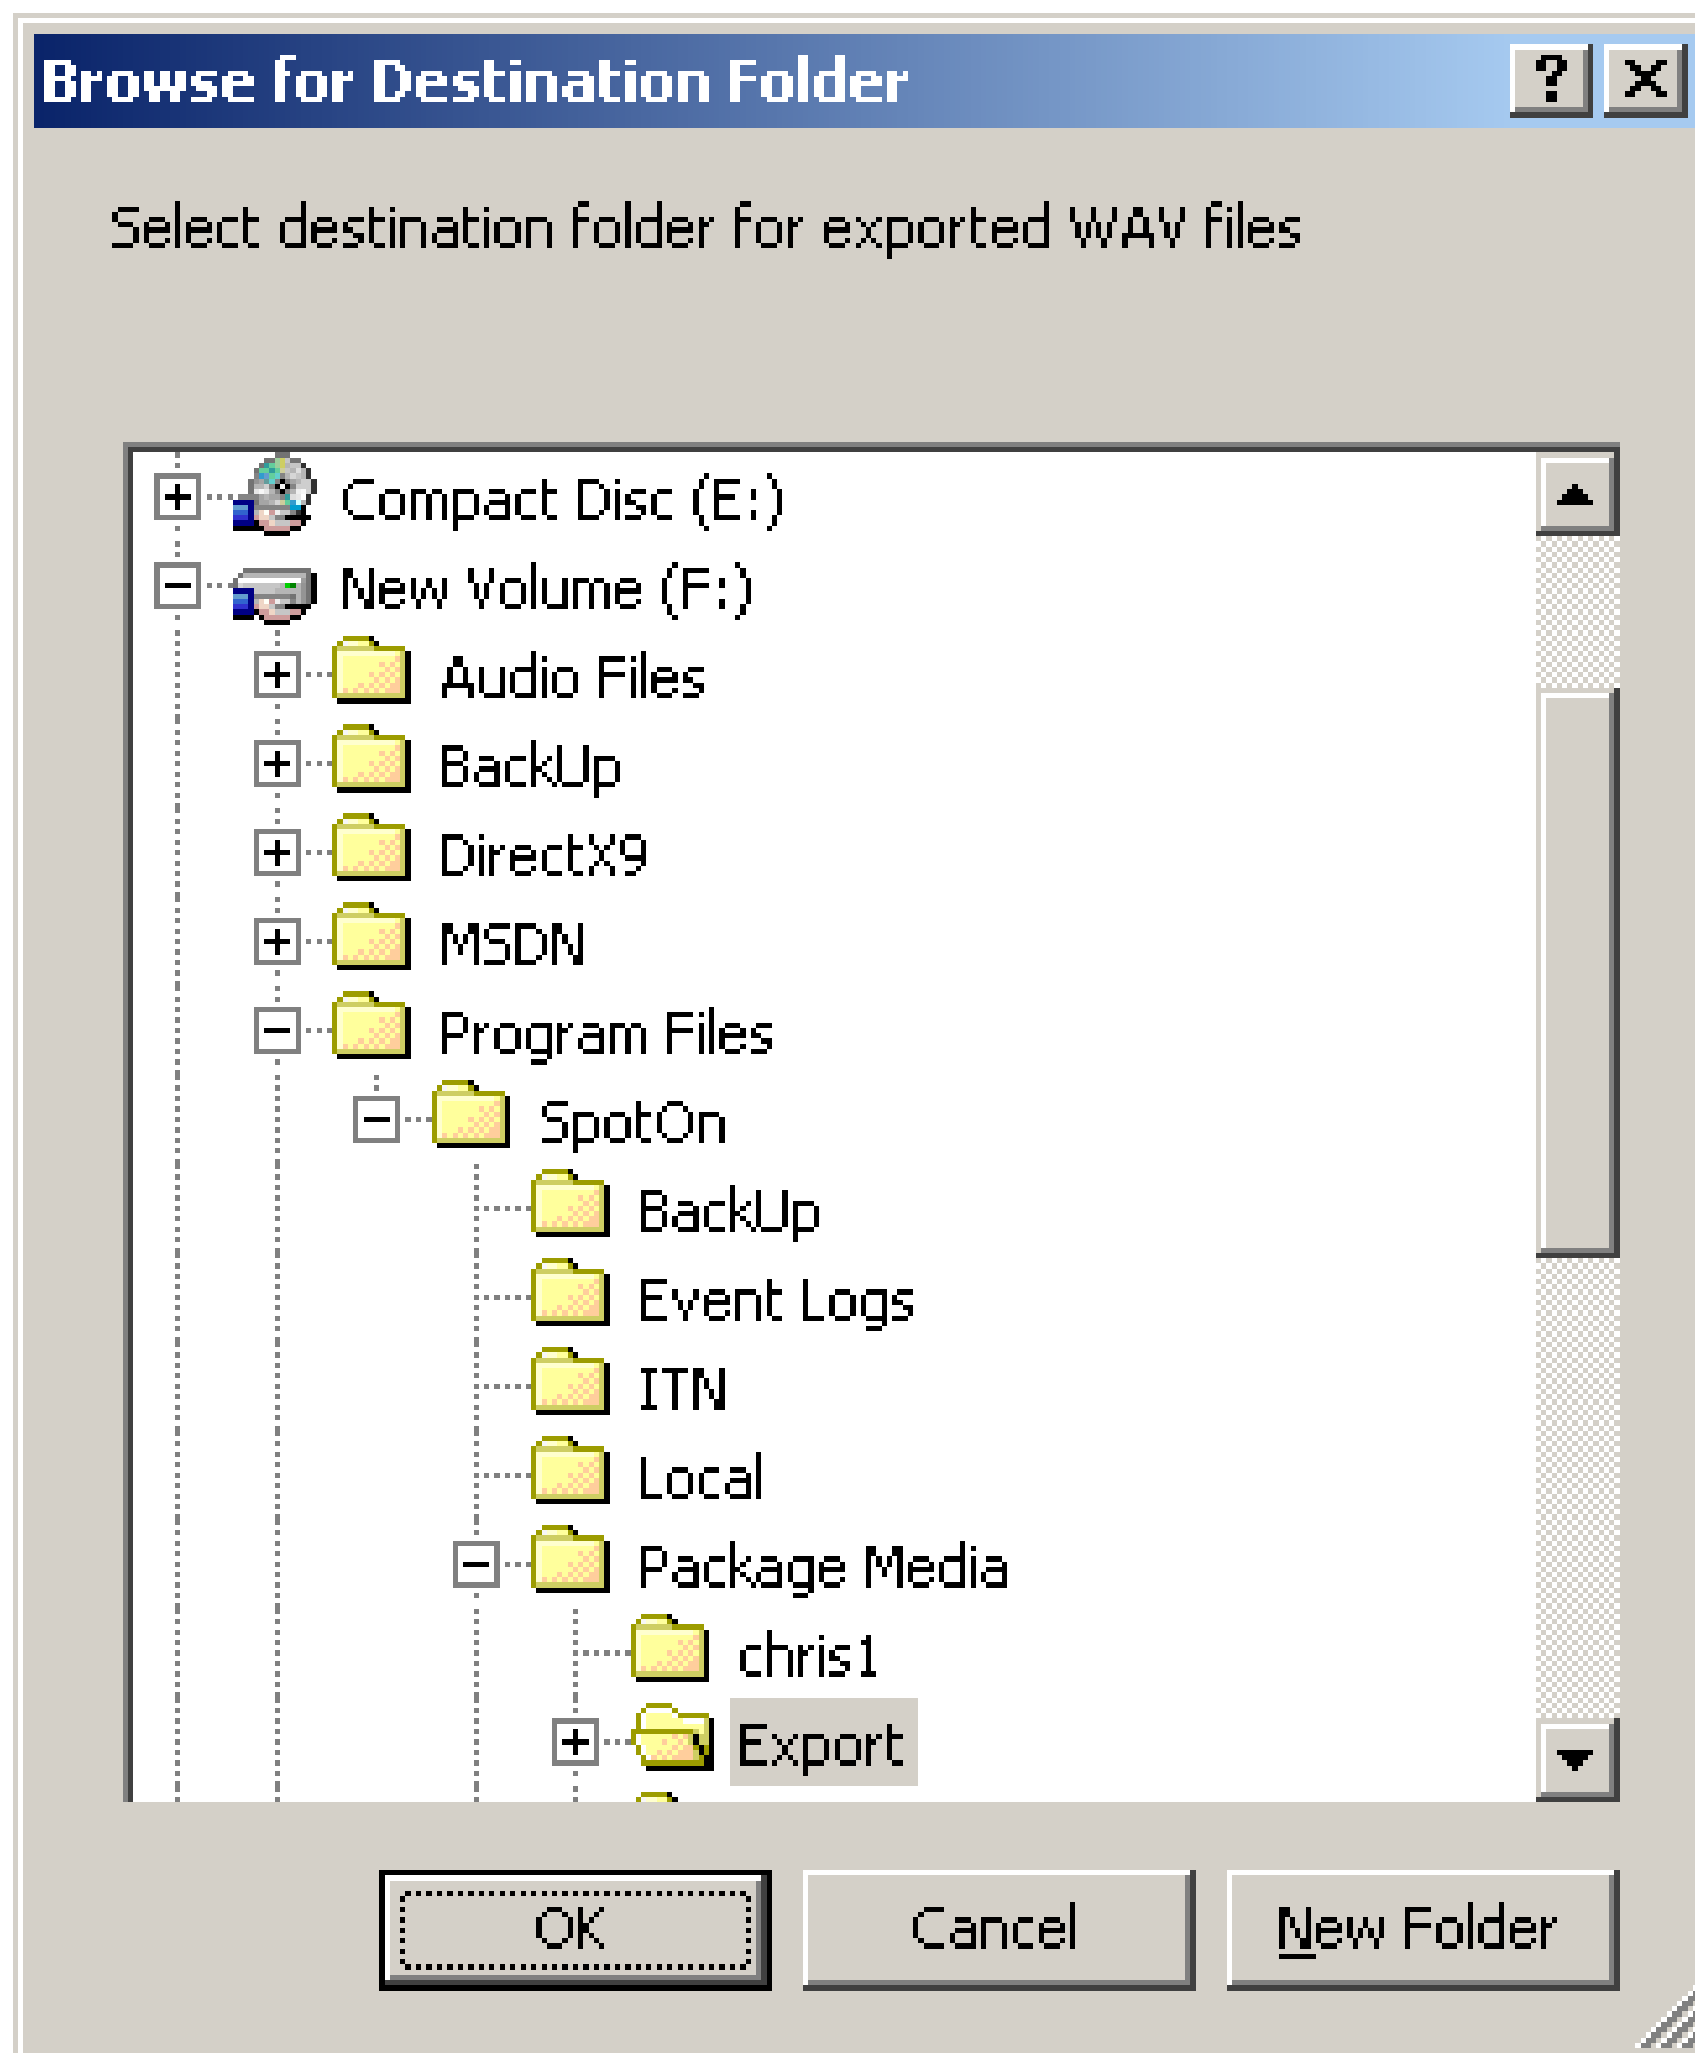 Browse for Destination Folder
Select destination folder for exported WAV files
Compact Disc (E:)
New Volume (F:)
Audio Files
BackUp
DirectX9
MSDN
Program Files
SpotOn
BackUp
Event Logs
ITN
Local
Package Media
chris1
Export
OK Cancel New Folder